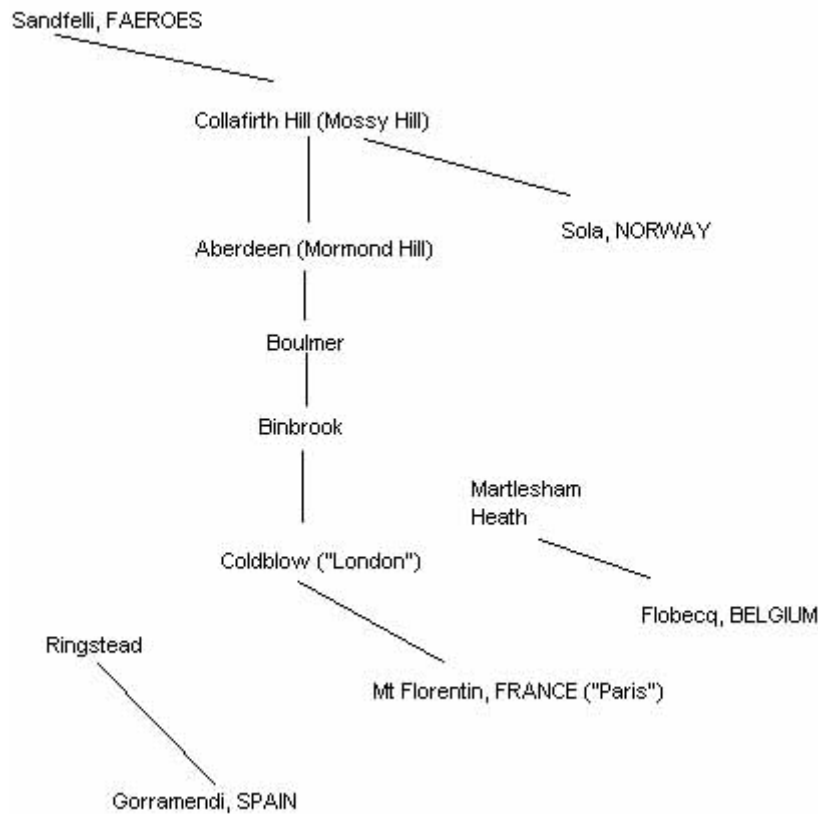 Sandfelli, FAEROES
Collafirth Hill (Mossy Hill)
Sola, NORWAY
Aberdeen (Mormond Hill)
Boulmer
Binbrook
Martlesham
Heath
Coldblow ("London")
Flobecq, BELGIUM
Ringstead
Mt Florentin, FRANCE ("Paris")
Gorramendi, SPAIN